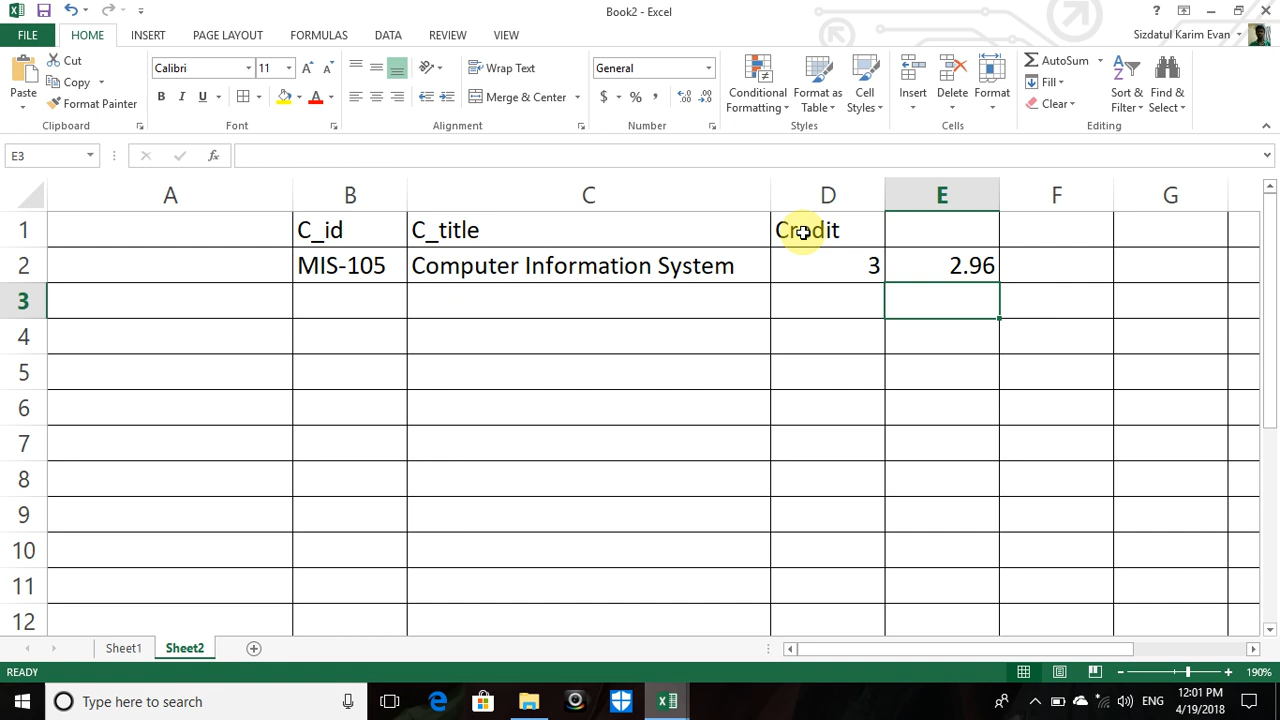 Book2 - Excel
FILE HOME INSERT PAGE LAYOUT FORMULAS DATA REVIEW VIEW Sizdatul Karim Evan
Paste Cut Copy Format Painter Clipboard
Calibri 11 B I U A Font
Wrap Text Merge & Center Alignment
General $ % , Number
Conditional Formatting Format as Table Cell Styles Styles
Insert Delete Format Cells
AutoSum Fill Clear Sort & Filter Find & Select Editing
E3 fx
A B C D E F G
1 C_id C_title Credit
2 MIS-105 Computer Information System 3 2.96
3
4
5
6
7
8
9
10
11
12
Sheet1 Sheet2
READY 190%
Type here to search ENG 12:01 PM
4/19/2018